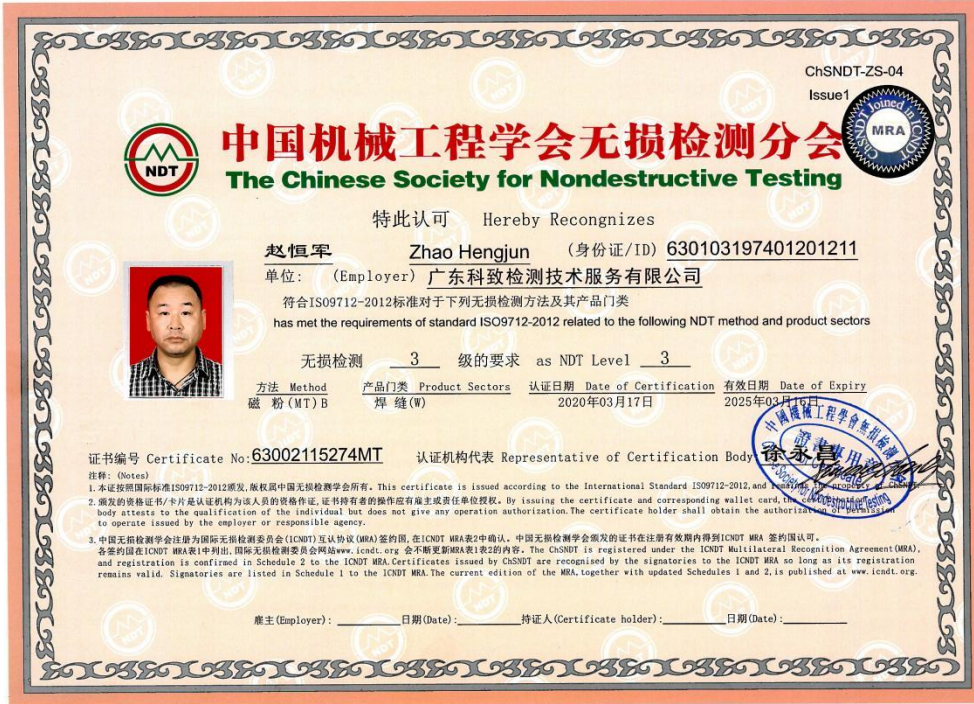 ChSNDT-ZS-04
Issue1
Joined in ICNDT
MRA
ChSNDT
NDT
中国机械工程学会无损检测分会
The Chinese Society for Nondestructive Testing
特此认可 Hereby Recongnizes
赵恒军 Zhao Hengjun (身份证/ID) 630103197401201211
单位: (Employer) 广东科致检测技术服务有限公司
符合ISO9712-2012标准对于下列无损检测方法及其产品门类
has met the requirements of standard ISO9712-2012 related to the following NDT method and product sectors
无损检测 3 级的要求 as NDT Level 3
方法 Method 产品门类 Product Sectors 认证日期 Date of Certification 有效日期 Date of Expiry
磁 粉(MT)B 焊 缝(W) 2020年03月17日 2025年03月16日
中國機械工程學會無損檢測
證書專用章
证书编号 Certificate No:63002115274MT 认证机构代表 Representative of Certification Body 徐永昌
注释: (Notes)
1. 本证按照国际标准ISO9712-2012颁发,版权属中国无损检测学会所有。This certificate is issued according to the International Standard ISO9712-2012,and remains the property of ChSNDT
2. 颁发的资格证书/卡片是认证机构为该人员的资格作证,证书持有者的操作应有雇主或责任单位授权。By issuing the certificate and corresponding wallet card, the certification
body attests to the qualification of the individual but does not give any operation authorization.The certificate holder shall obtain the authorization of permission
to operate issued by the employer or responsible agency.
3. 中国无损检测学会注册为国际无损检测委员会(ICNDT)互认协议(MRA)签约国,在ICNDT MRA表2中确认。中国无损检测学会颁发的证书在注册有效期内得到ICNDT MRA 签约国认可。
各签约国在ICNDT MRA表1中列出,国际无损检测委员会网站www.icndt.org 会不断更新MRA表1表2的内容。The ChSNDT is registered under the ICNDT Multilateral Recognition Agreement(MRA),
and registration is confirmed in Schedule 2 to the ICNDT MRA.Certificates issued by ChSNDT are recognised by the signatories to the ICNDT MRA so long as its registration
remains valid. Signatories are listed in Schedule 1 to the ICNDT MRA.The current edition of the MRA,together with updated Schedules 1 and 2,is published at www.icndt.org.
雇主(Employer): 日期(Date): 持证人(Certificate holder): 日期(Date):